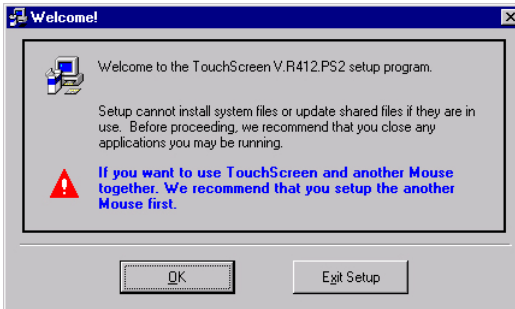 Welcome!
Welcome to the TouchScreen V.R412.PS2 setup program.
Setup cannot install system files or update shared files if they are in
use. Before proceeding, we recommend that you close any
applications you may be running.
If you want to use TouchScreen and another Mouse
together. We recommend that you setup the another
Mouse first.
OK
Exit Setup